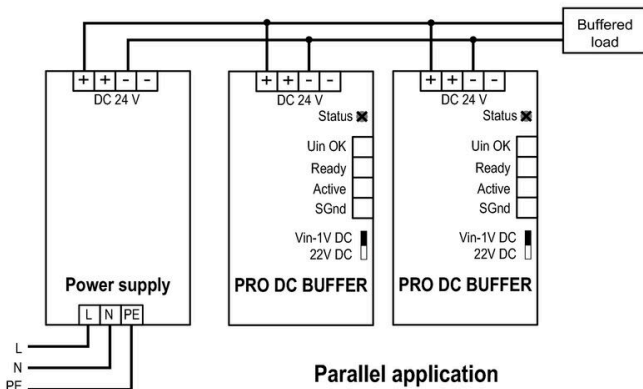 Buffered
load
+ + - -
DC 24 V
Power supply
L N PE
L
N
PE
+ + - -
DC 24 V
Status
Uin OK
Ready
Active
SGnd
Vin-1V DC
22V DC
PRO DC BUFFER
+ + - -
DC 24 V
Status
Uin OK
Ready
Active
SGnd
Vin-1V DC
22V DC
PRO DC BUFFER
Parallel application